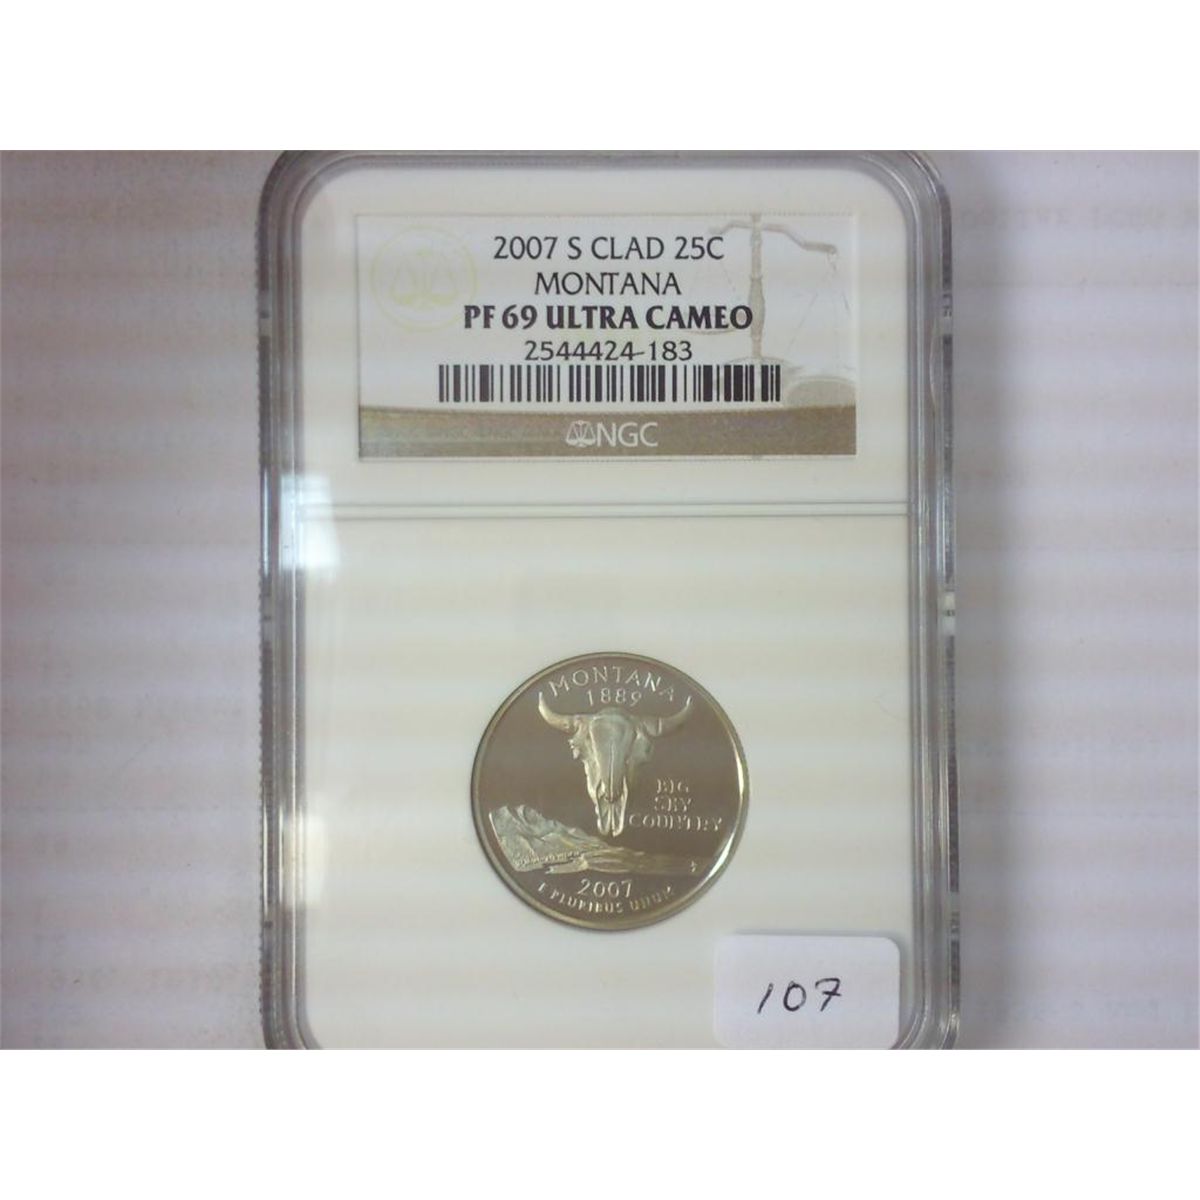 2007 S CLAD 25C
MONTANA
PF 69 ULTRA CAMEO
2544424-183
NGC
MONTANA
1889
BIG
SKY
COUNTRY
2007
E PLURIBUS UNUM
107